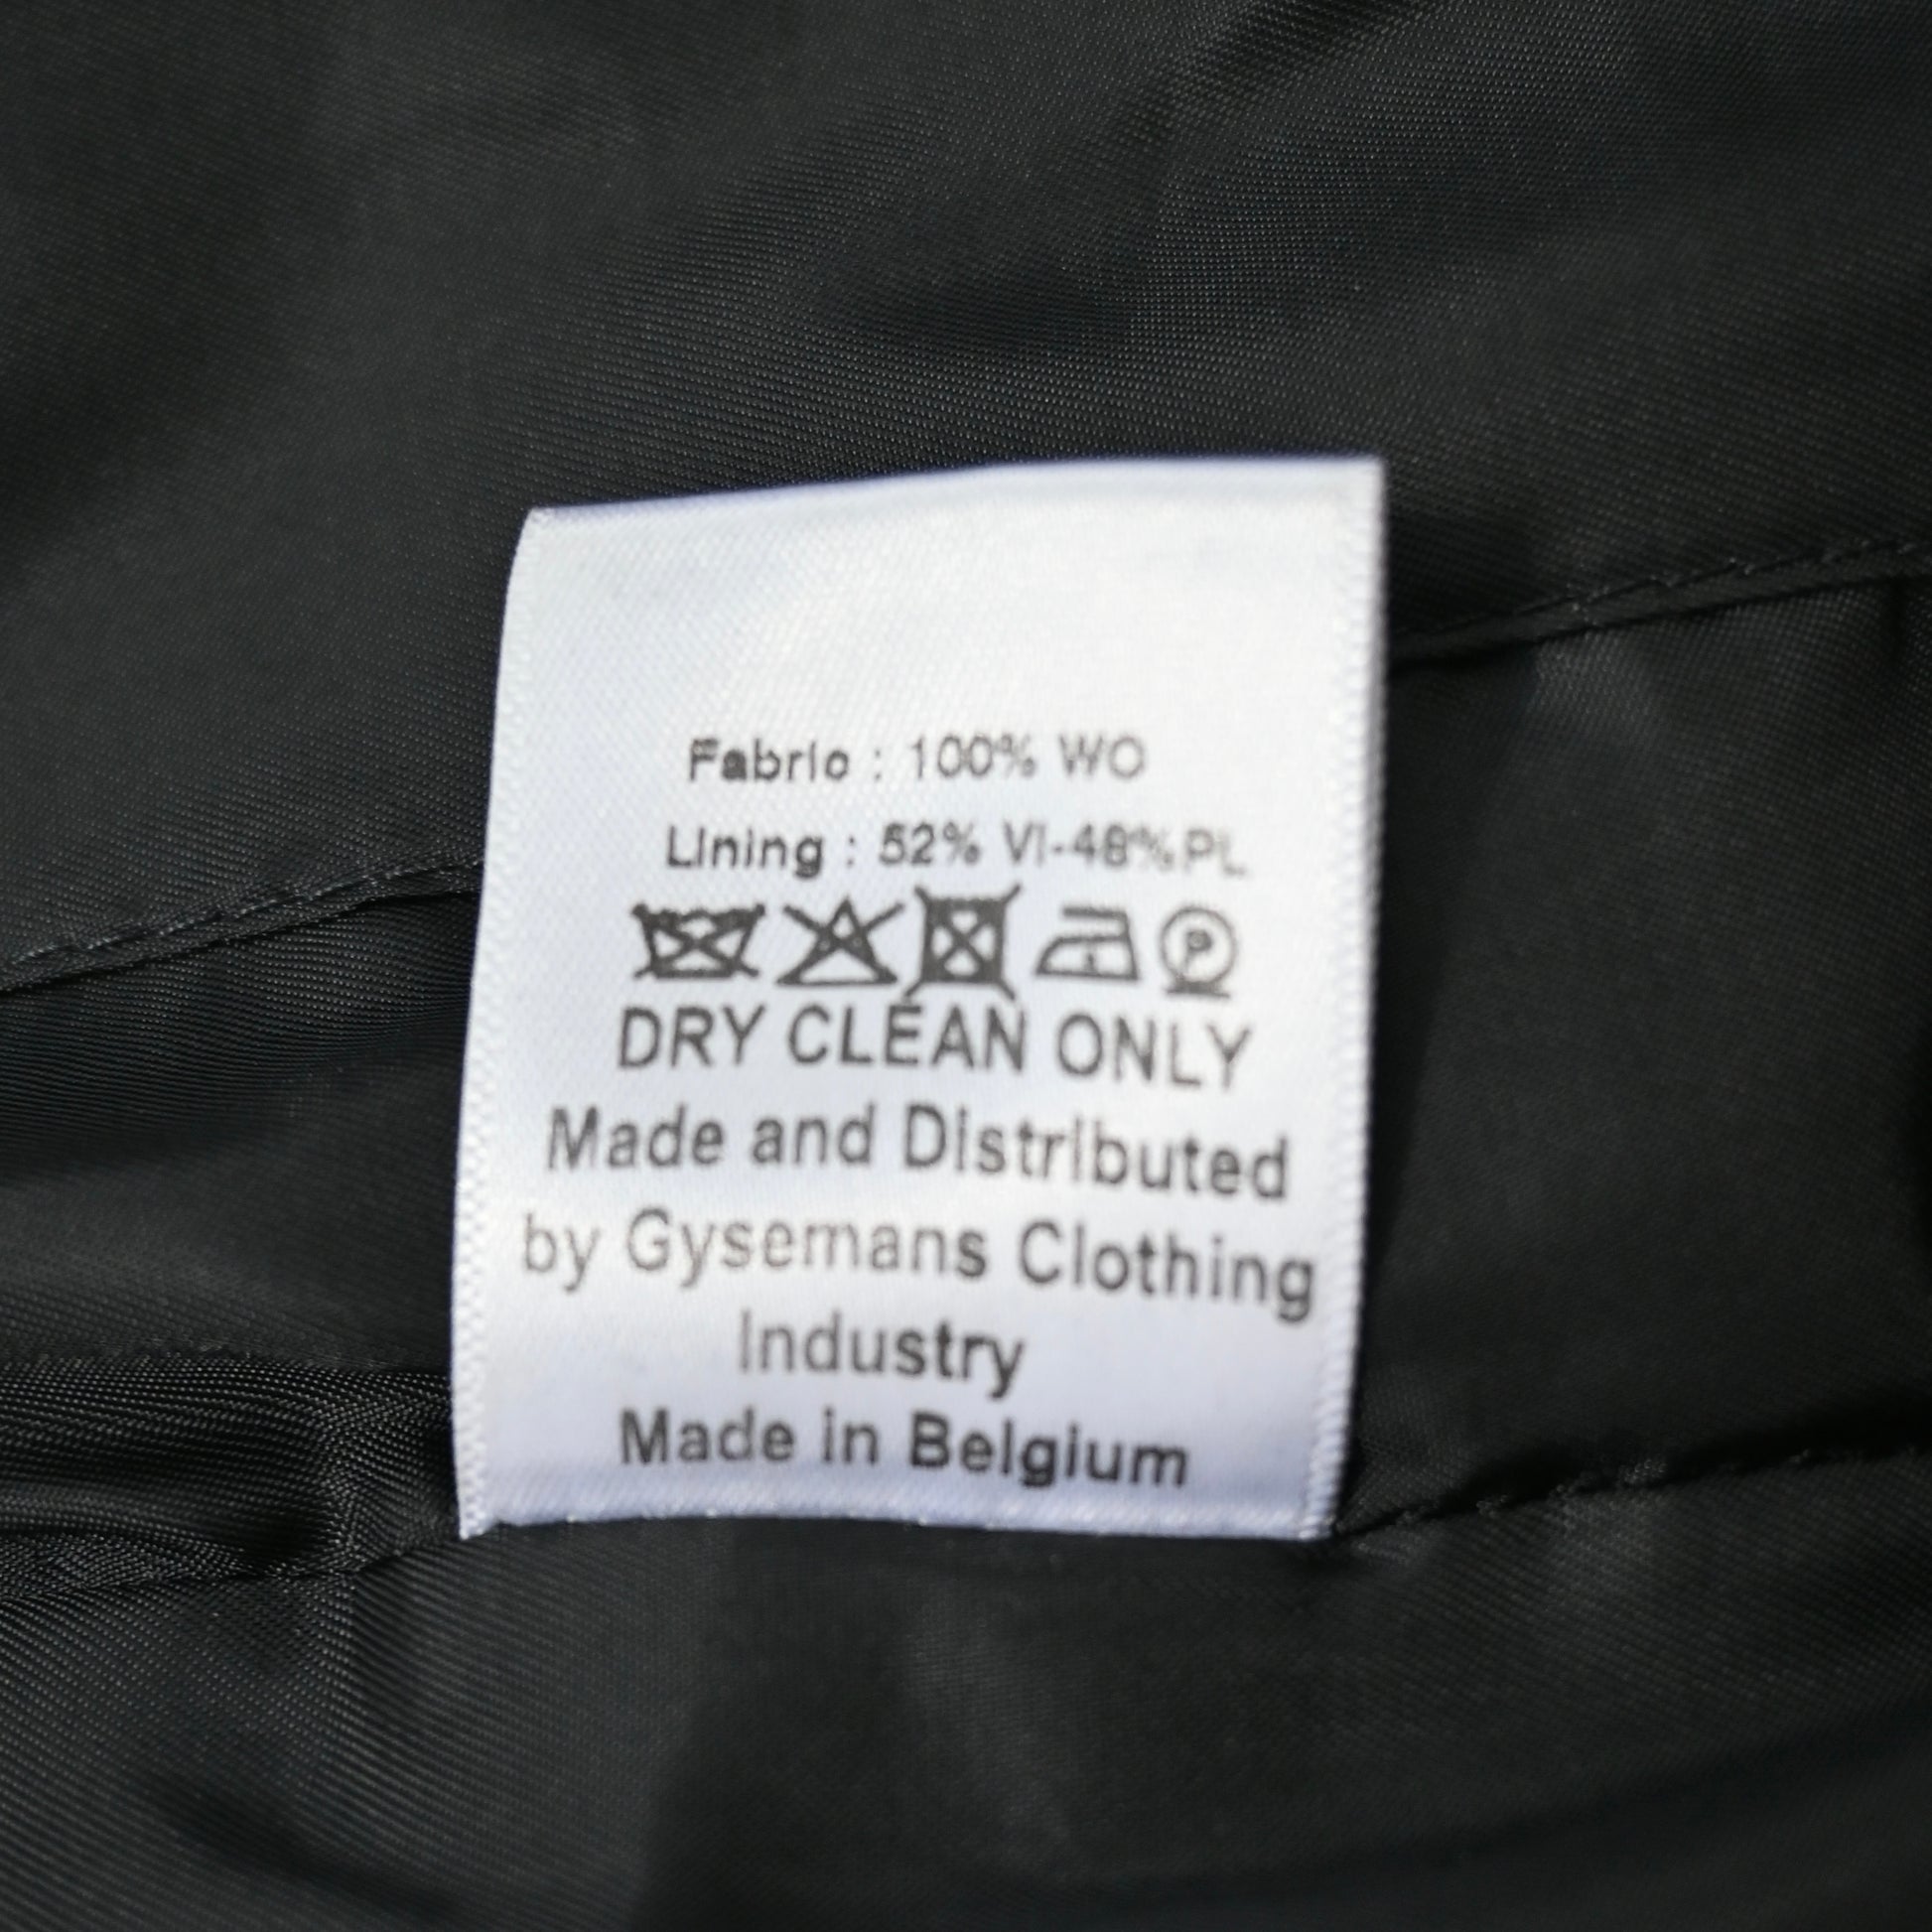 Fabric : 100% WO
Lining : 52% VI-48%PL
P
DRY CLEAN ONLY
Made and Distributed
by Gysemans Clothing
Industry
Made in Belgium